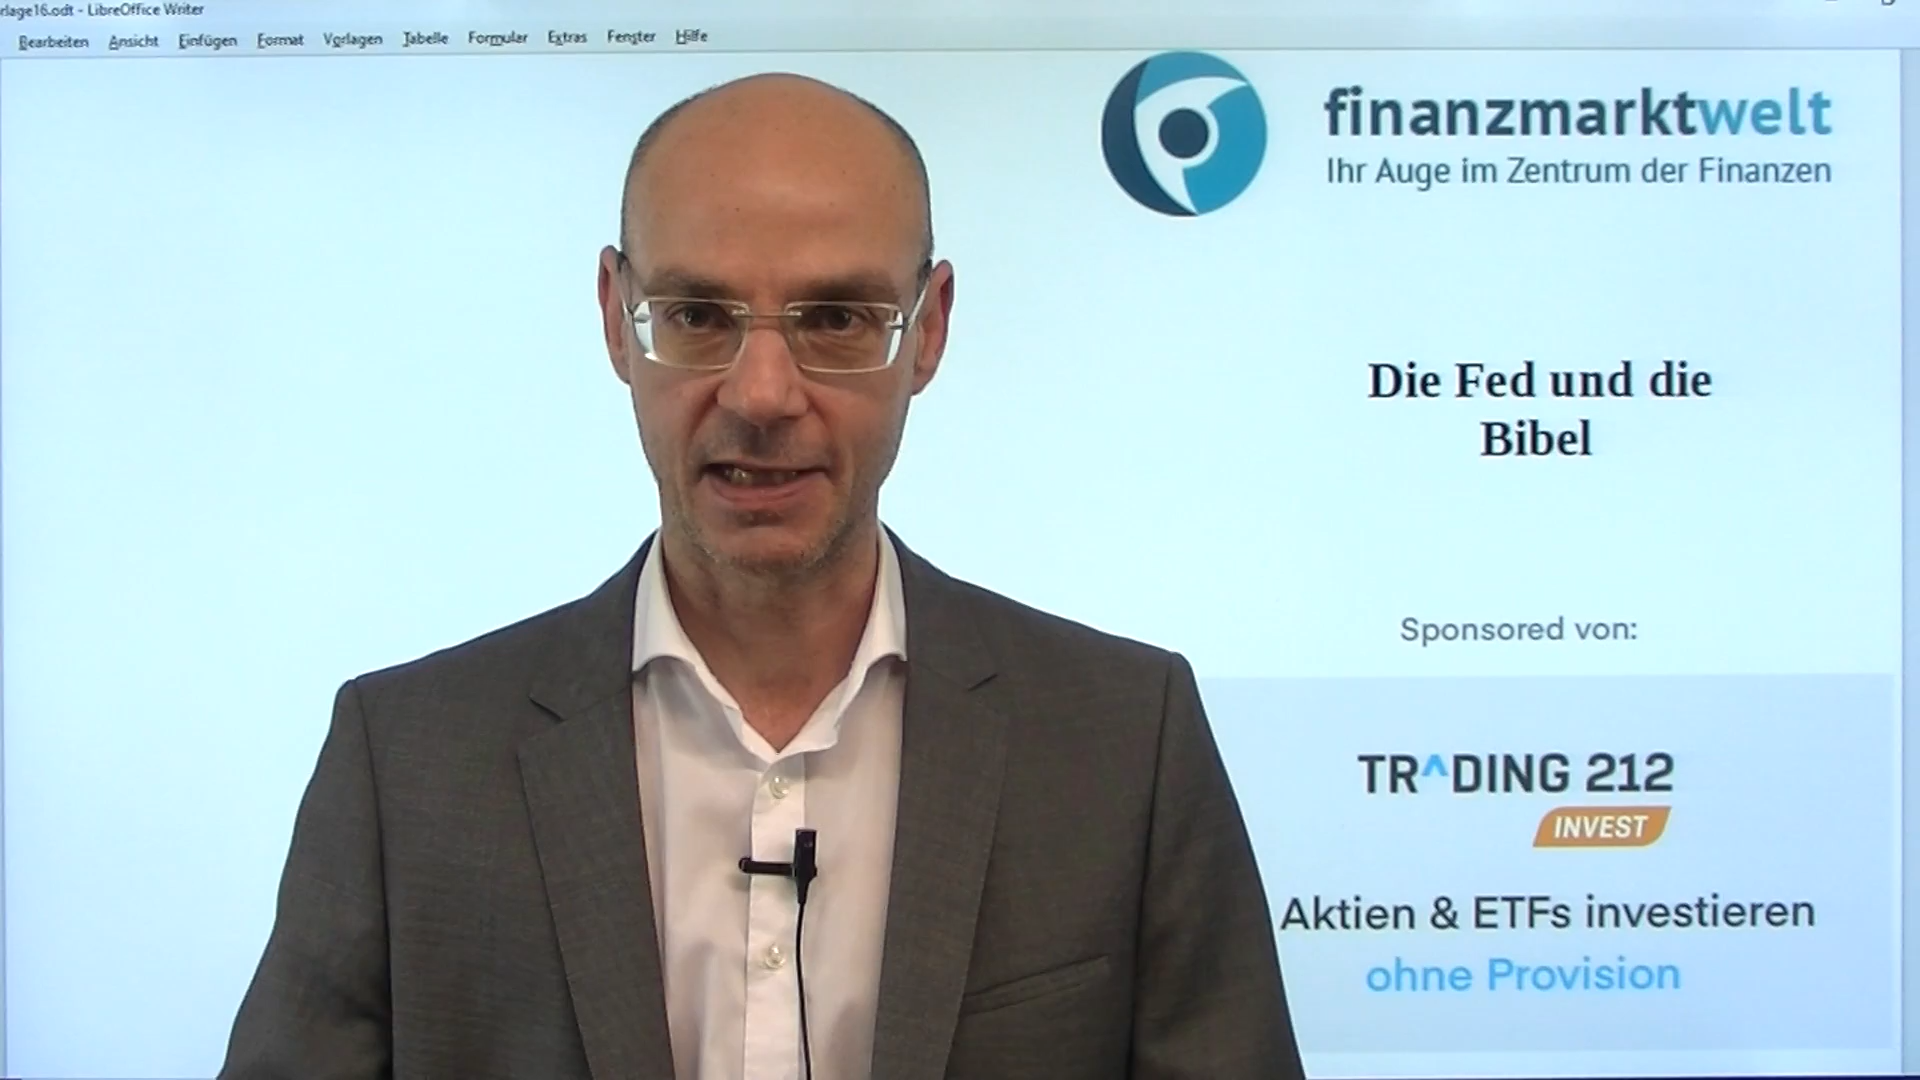 rlage16.odt - LibreOffice Writer
Bearbeiten Ansicht Einfügen Format Vorlagen Tabelle Formular Extras Fenster Hilfe
finanzmarktwelt
Ihr Auge im Zentrum der Finanzen
Die Fed und die
Bibel
Sponsored von:
TR^DING 212
INVEST
Aktien & ETFs investieren
ohne Provision